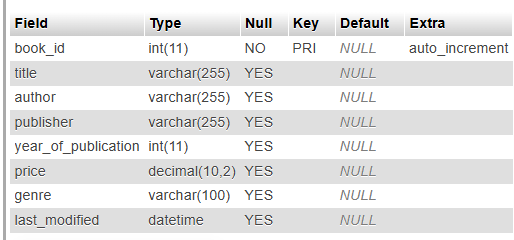 Field Type Null Key Default Extra
book_id int(11) NO PRI NULL auto_increment
title varchar(255) YES NULL
author varchar(255) YES NULL
publisher varchar(255) YES NULL
year_of_publication int(11) YES NULL
price decimal(10,2) YES NULL
genre varchar(100) YES NULL
last_modified datetime YES NULL